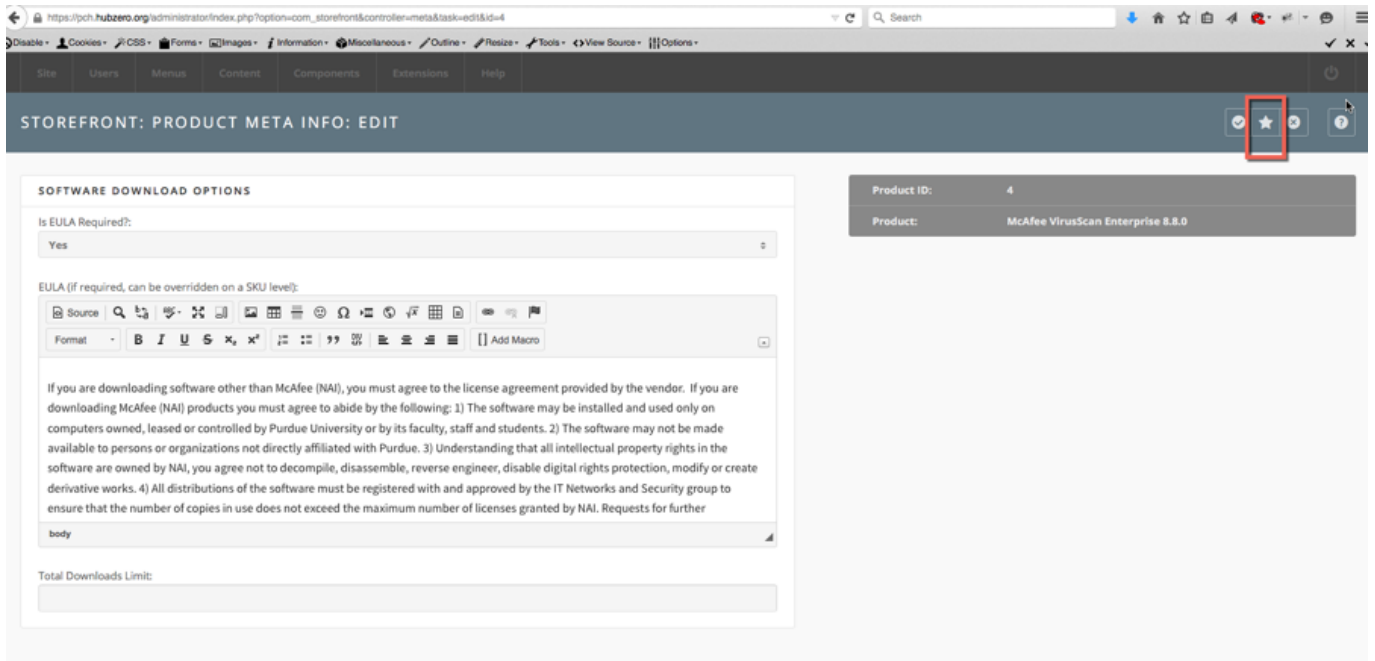 https://pch.hubzero.org/administrator/index.php?option=com_storefront&controller=meta&task=edit&id=4
Search
Disable Cookies CSS Forms Images Information Miscellaneous Outline Resize Tools View Source Options
Site Users Menus Content Components Extensions Help
STOREFRONT: PRODUCT META INFO: EDIT
SOFTWARE DOWNLOAD OPTIONS
Product ID: 4
Is EULA Required?:
Product: McAfee VirusScan Enterprise 8.8.0
Yes
EULA (if required, can be overridden on a SKU level):
Source
Format B I U S x₂ x² DIV [] Add Macro
If you are downloading software other than McAfee (NAI), you must agree to the license agreement provided by the vendor. If you are
downloading McAfee (NAI) products you must agree to abide by the following: 1) The software may be installed and used only on
computers owned, leased or controlled by Purdue University or by its faculty, staff and students. 2) The software may not be made
available to persons or organizations not directly affiliated with Purdue. 3) Understanding that all intellectual property rights in the
software are owned by NAI, you agree not to decompile, disassemble, reverse engineer, disable digital rights protection, modify or create
derivative works. 4) All distributions of the software must be registered with and approved by the IT Networks and Security group to
ensure that the number of copies in use does not exceed the maximum number of licenses granted by NAI. Requests for further
body
Total Downloads Limit: